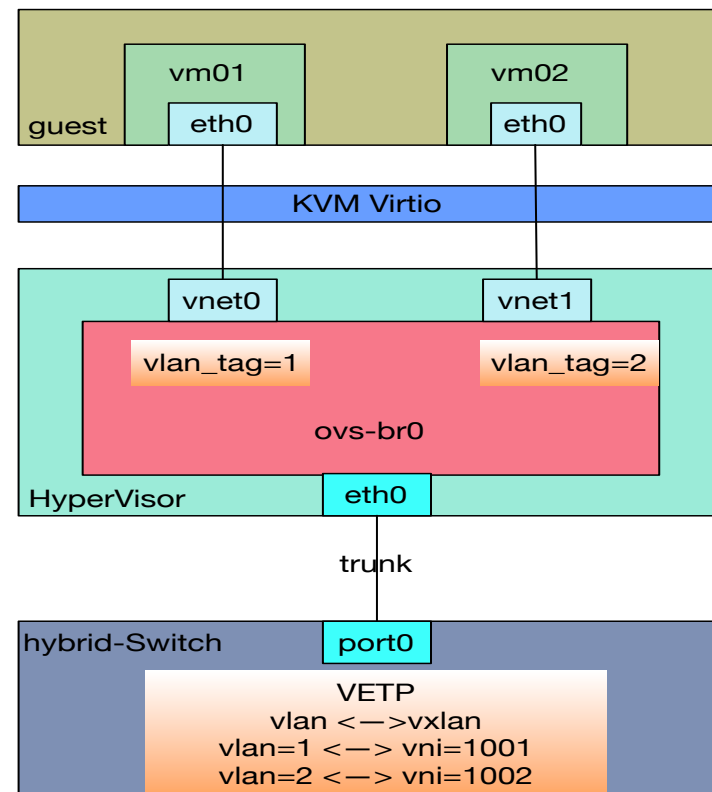 vm01
vm02
eth0
eth0
guest
KVM Virtio
vnet0
vnet1
vlan_tag=1
vlan_tag=2
ovs-br0
eth0
HyperVisor
trunk
hybrid-Switch
port0
VETP
vlan <—>vxlan
vlan=1 <—> vni=1001
vlan=2 <—> vni=1002